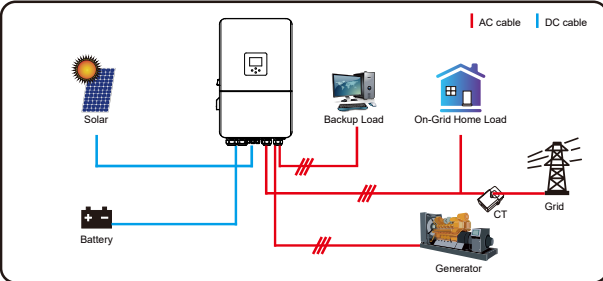 AC cable
DC cable
Solar
Backup Load
On-Grid Home Load
CT
Grid
Battery
Generator